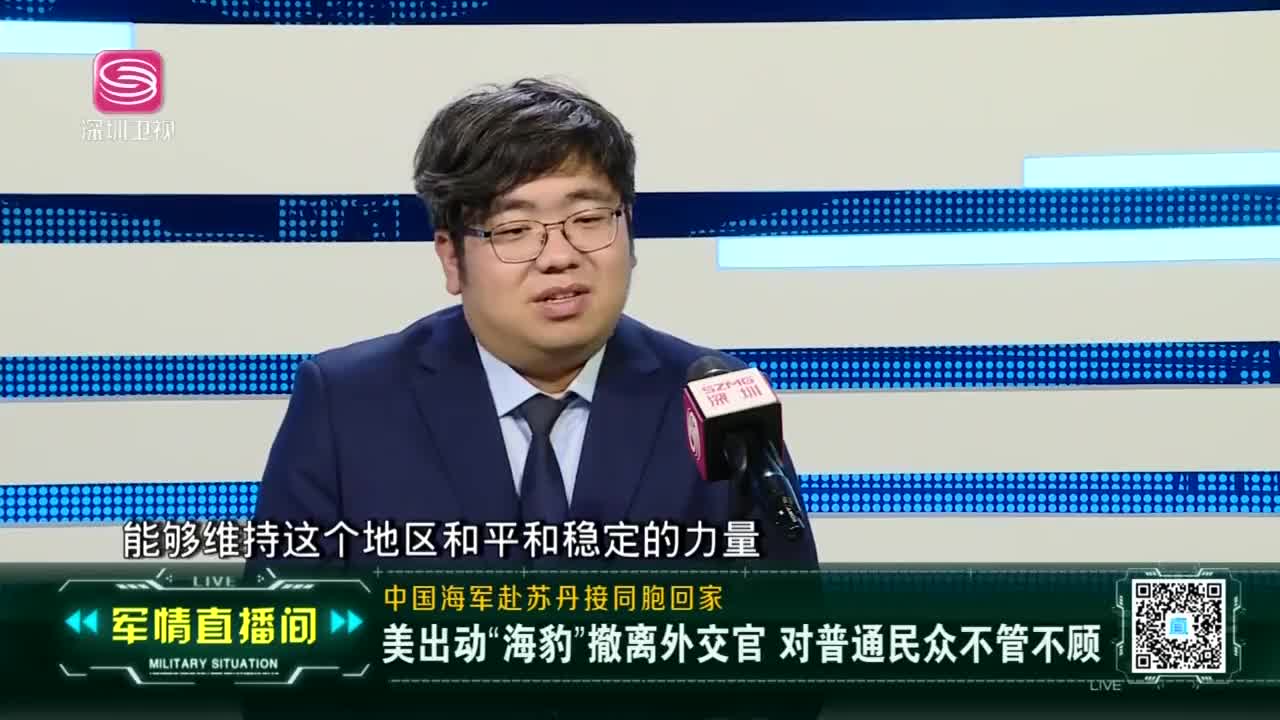 深圳卫视
SZMG
深圳
能够维持这个地区和平和稳定的力量
LIVE
军情直播间
MILITARY SITUATION
中国海军赴苏丹接同胞回家
美出动“海豹”撤离外交官 对普通民众不管不顾
直
LIVE